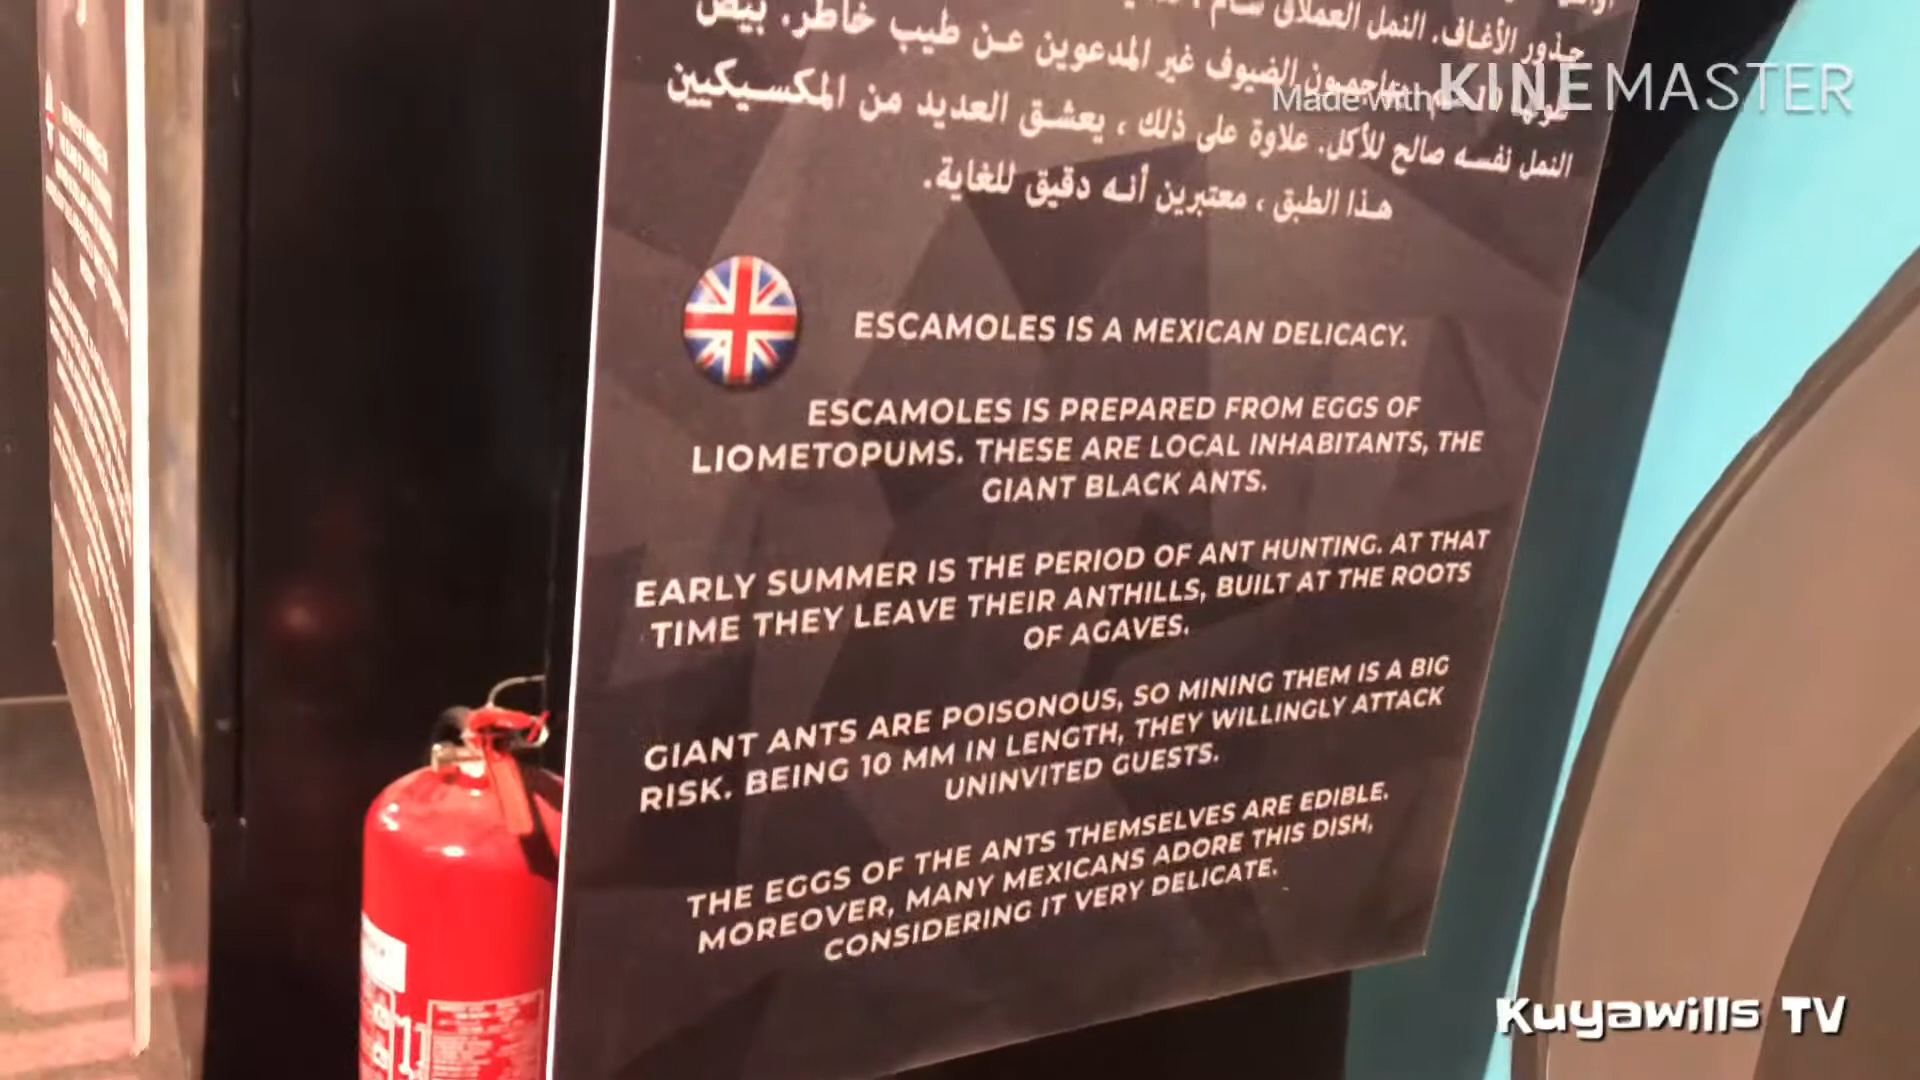 جذور الأغاف. النمل العملاق سام
الضيوف غير المدعوين عن طيب خاطر. بيض
النمل نفسه صالح للأكل. علاوة على ذلك ، يعشق العديد من المكسيكيين
هذا الطبق ، معتبرين أنه دقيق للغاية.
Made with KINEMASTER
ESCAMOLES IS A MEXICAN DELICACY.
ESCAMOLES IS PREPARED FROM EGGS OF
LIOMETOPUMS. THESE ARE LOCAL INHABITANTS, THE
GIANT BLACK ANTS.
EARLY SUMMER IS THE PERIOD OF ANT HUNTING. AT THAT
TIME THEY LEAVE THEIR ANTHILLS, BUILT AT THE ROOTS
OF AGAVES.
GIANT ANTS ARE POISONOUS, SO MINING THEM IS A BIG
RISK. BEING 10 MM IN LENGTH, THEY WILLINGLY ATTACK
UNINVITED GUESTS.
THE EGGS OF THE ANTS THEMSELVES ARE EDIBLE.
MOREOVER, MANY MEXICANS ADORE THIS DISH,
CONSIDERING IT VERY DELICATE.
Kuyawills TV